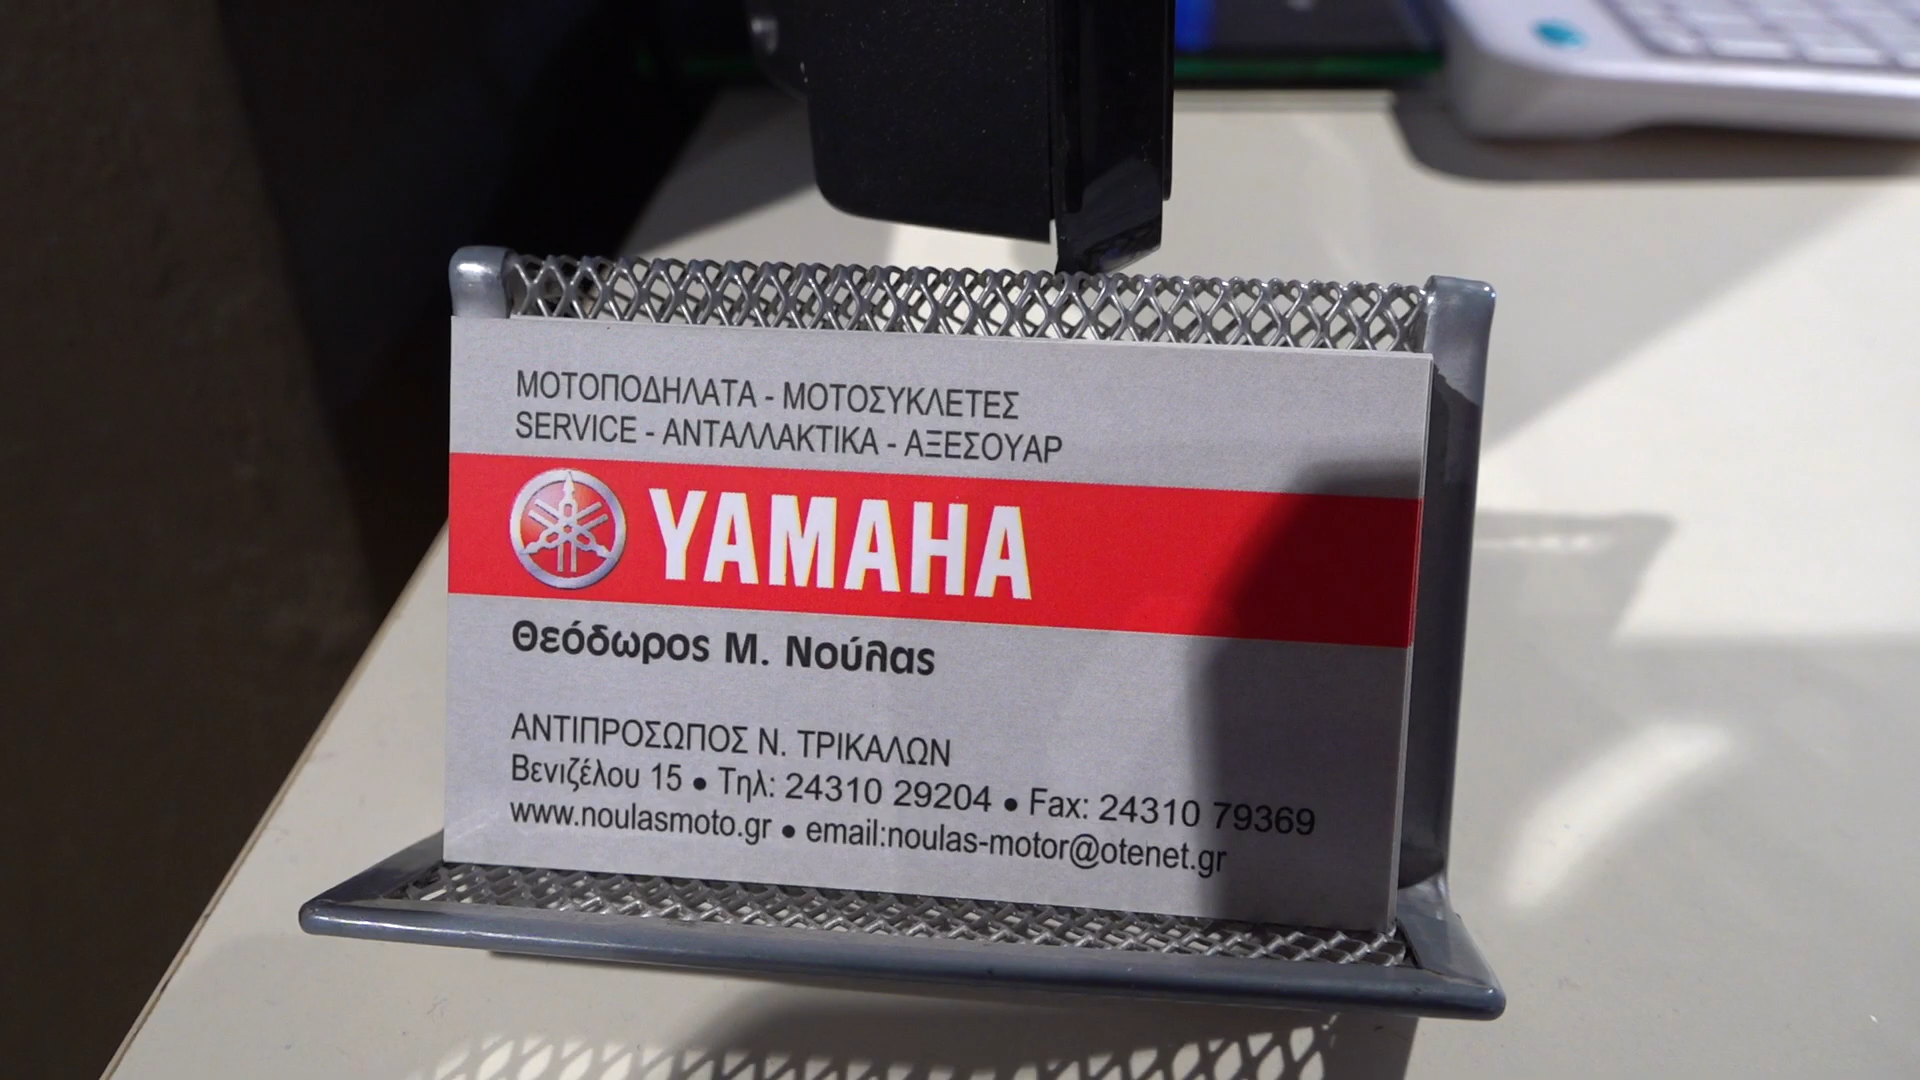 ΜΟΤΟΠΟΔΗΛΑΤΑ - ΜΟΤΟΣΥΚΛΕΤΕΣ
SERVICE - ΑΝΤΑΛΛΑΚΤΙΚΑ - ΑΞΕΣΟΥΑΡ
YAMAHA
Θεόδωρος Μ. Νούλας
ΑΝΤΙΠΡΟΣΩΠΟΣ Ν. ΤΡΙΚΑΛΩΝ
Βενιζέλου 15 • Τηλ: 24310 29204 • Fax: 24310 79369
www.noulasmoto.gr • email:noulas-motor@otenet.gr